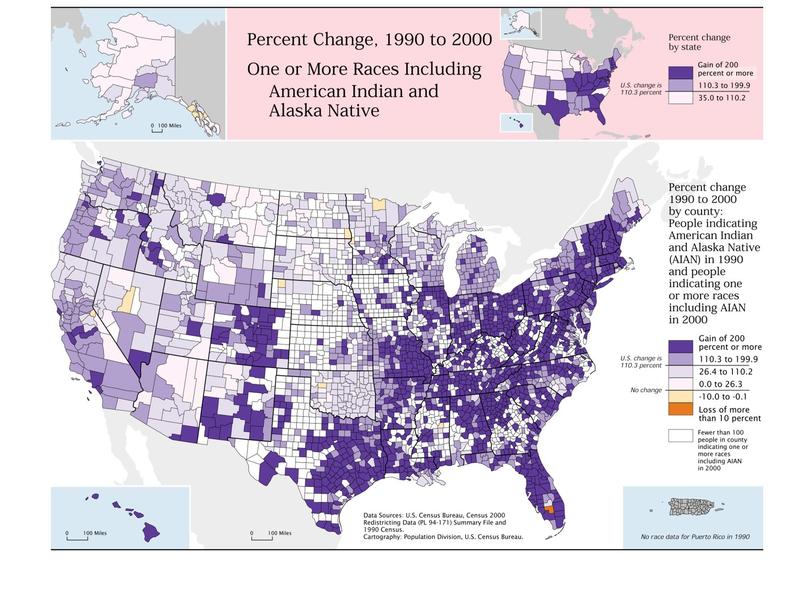 Percent Change, 1990 to 2000
One or More Races Including
American Indian and
Alaska Native
0 100 Miles
Percent change
by state
Gain of 200
percent or more
U.S. change is
110.3 percent
110.3 to 199.9
35.0 to 110.2
Percent change
1990 to 2000
by county:
People indicating
American Indian
and Alaska Native
(AIAN) in 1990
and people
indicating one
or more races
including AIAN
in 2000
Gain of 200
percent or more
U.S. change is
110.3 percent
110.3 to 199.9
26.4 to 110.2
0.0 to 26.3
No change
-10.0 to -0.1
Loss of more
than 10 percent
Fewer than 100
people in county
indicating one or
more races
including AIAN
in 2000
0 100 Miles
0 100 Miles
Data Sources: U.S. Census Bureau, Census 2000
Redistricting Data (PL 94-171) Summary File and
1990 Census.
Cartography: Population Division, U.S. Census Bureau.
No race data for Puerto Rico in 1990